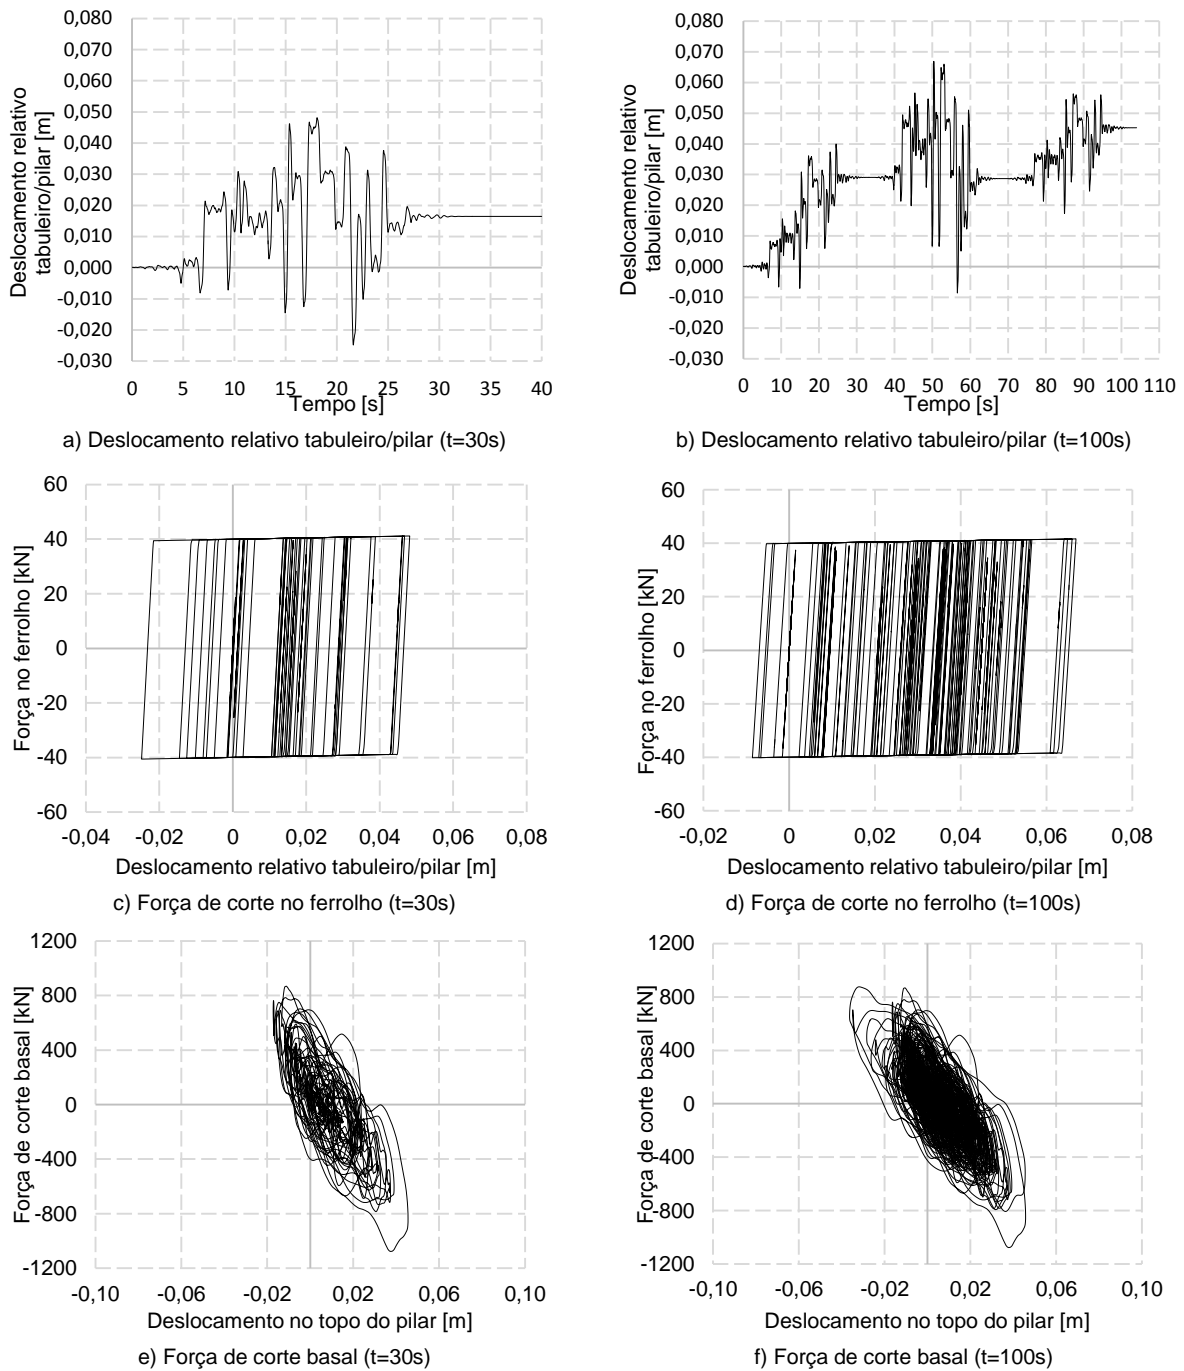 0,080
0,070
0,060
0,050
0,040
0,030
0,020
0,010
0,000
-0,010
-0,020
-0,030
Deslocamento relativo
tabuleiro/pilar [m]
0 5 10 15 20 25 30 35 40
Tempo [s]
a) Deslocamento relativo tabuleiro/pilar (t=30s)
0,080
0,070
0,060
0,050
0,040
0,030
0,020
0,010
0,000
-0,010
-0,020
-0,030
Deslocamento relativo
tabuleiro/pilar [m]
0 10 20 30 40 50 60 70 80 90 100 110
Tempo [s]
b) Deslocamento relativo tabuleiro/pilar (t=100s)
60
40
20
0
-20
-40
-60
Força no ferrolho [kN]
-0,04 -0,02 0 0,02 0,04 0,06 0,08
Deslocamento relativo tabuleiro/pilar [m]
c) Força de corte no ferrolho (t=30s)
60
40
20
0
-20
-40
-60
Força no ferrolho [kN]
-0,02 0 0,02 0,04 0,06 0,08
Deslocamento relativo tabuleiro/pilar [m]
d) Força de corte no ferrolho (t=100s)
1200
800
400
0
-400
-800
-1200
Força de corte basal [kN]
-0,10 -0,06 -0,02 0,02 0,06 0,10
Deslocamento no topo do pilar [m]
e) Força de corte basal (t=30s)
1200
800
400
0
-400
-800
-1200
Força de corte basal [kN]
-0,10 -0,06 -0,02 0,02 0,06 0,10
Deslocamento no topo do pilar [m]
f) Força de corte basal (t=100s)